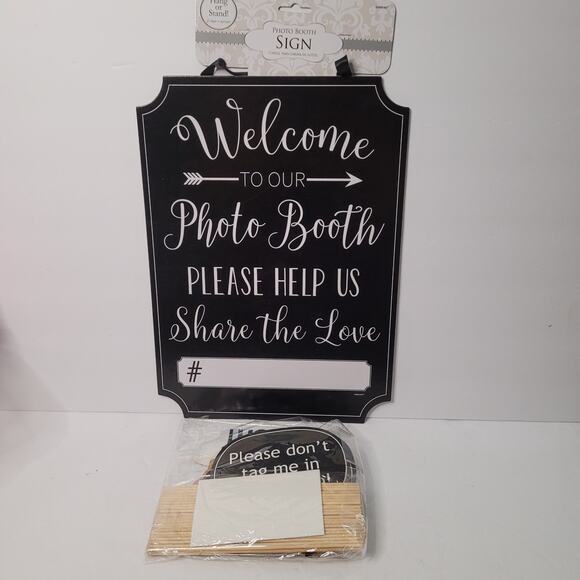 Hang or
Stand!
PHOTO BOOTH
SIGN
Welcome
TO OUR
Photo Booth
PLEASE HELP US
Share the Love
#
Please don't
tag me in